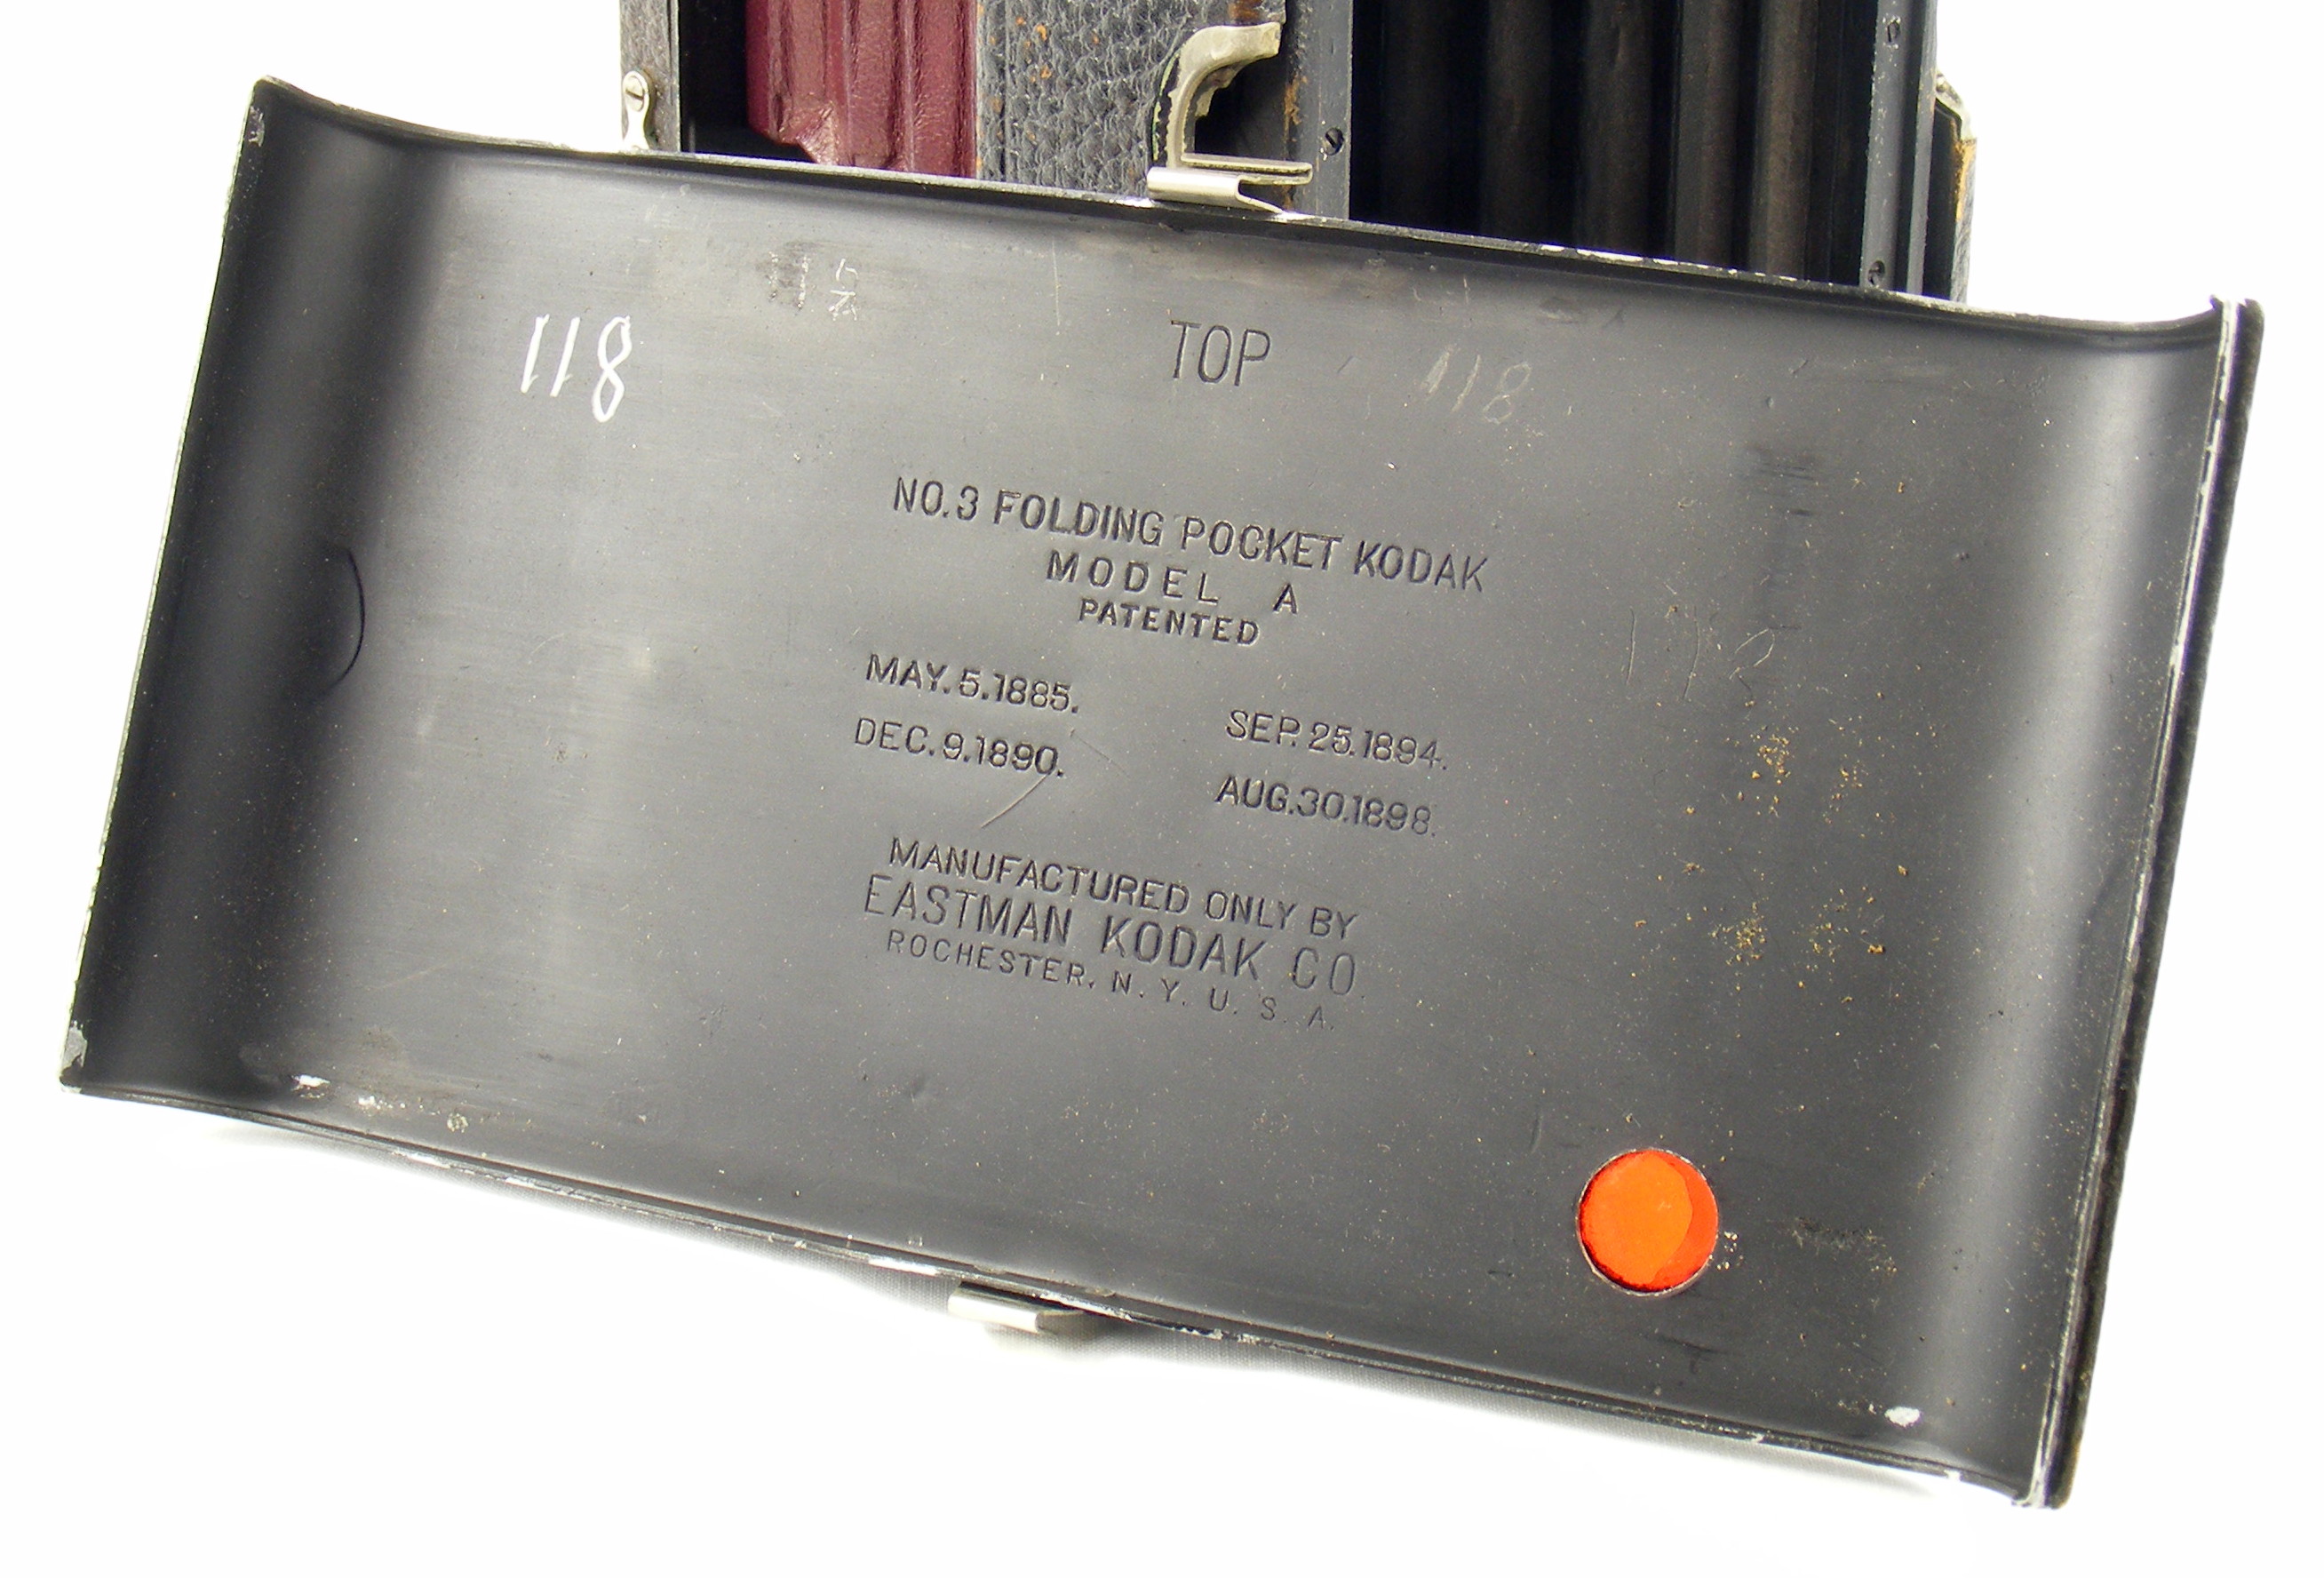 TOP
118
118
NO.3 FOLDING POCKET KODAK
MODEL A
PATENTED
MAY.5.1885.
SEP.25.1894.
DEC.9.1890.
AUG.30.1898.
MANUFACTURED ONLY BY
EASTMAN KODAK CO.
ROCHESTER, N. Y. U. S. A.